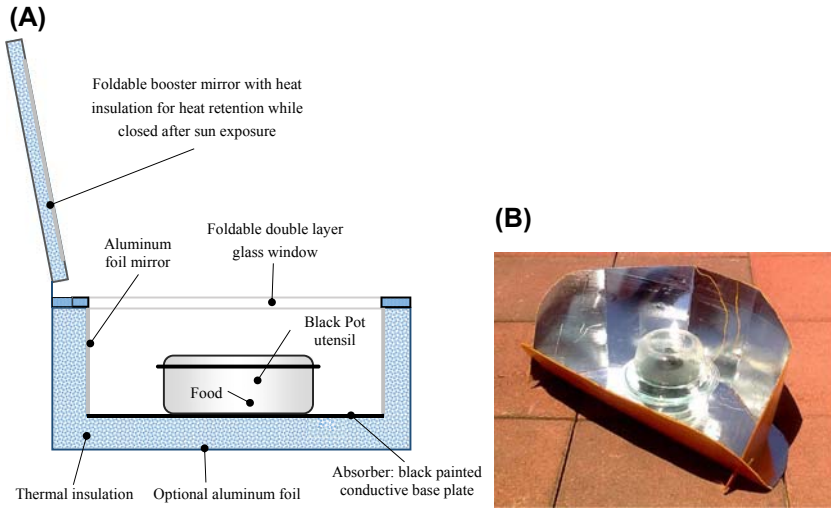 (A)
Foldable booster mirror with heat
insulation for heat retention while
closed after sun exposure
Aluminum
foil mirror
Foldable double layer
glass window
Black Pot
utensil
Food
Thermal insulation
Optional aluminum foil
Absorber: black painted
conductive base plate
(B)